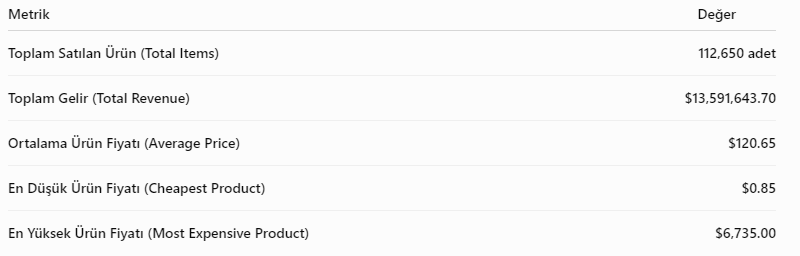 Metrik Değer
Toplam Satılan Ürün (Total Items) 112,650 adet
Toplam Gelir (Total Revenue) $13,591,643.70
Ortalama Ürün Fiyatı (Average Price) $120.65
En Düşük Ürün Fiyatı (Cheapest Product) $0.85
En Yüksek Ürün Fiyatı (Most Expensive Product) $6,735.00